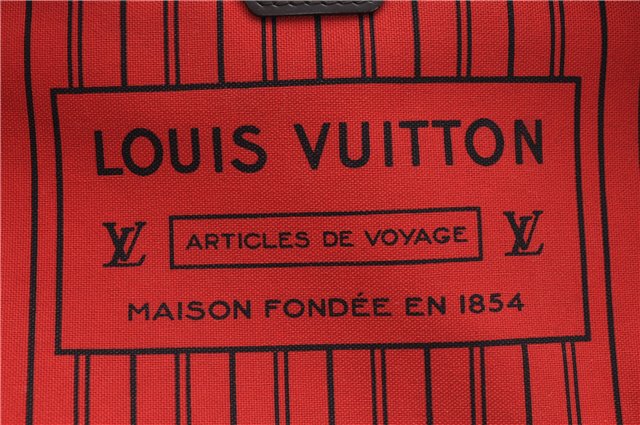 LOUIS VUITTON
LV ARTICLES DE VOYAGE LV
MAISON FONDÉE EN 1854